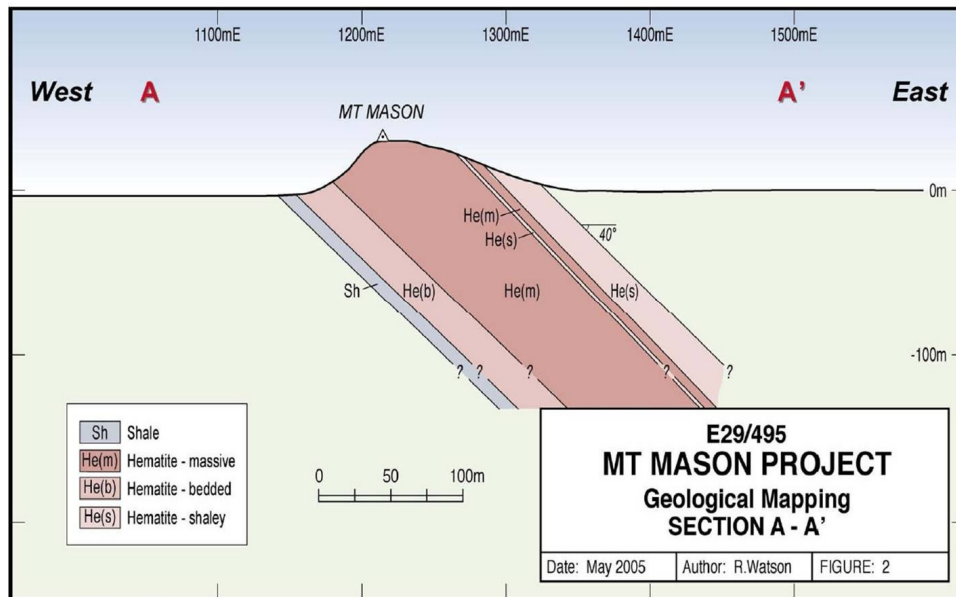 1100mE 1200mE 1300mE 1400mE 1500mE
West A A’ East
MT MASON
0m
He(m)
He(s)
40°
Sh He(b) He(m) He(s)
-100m
? ? ? ? ?
Sh Shale
He(m) Hematite - massive
He(b) Hematite - bedded
He(s) Hematite - shaley
0 50 100m
E29/495
MT MASON PROJECT
Geological Mapping
SECTION A - A’
Date: May 2005 Author: R.Watson FIGURE: 2